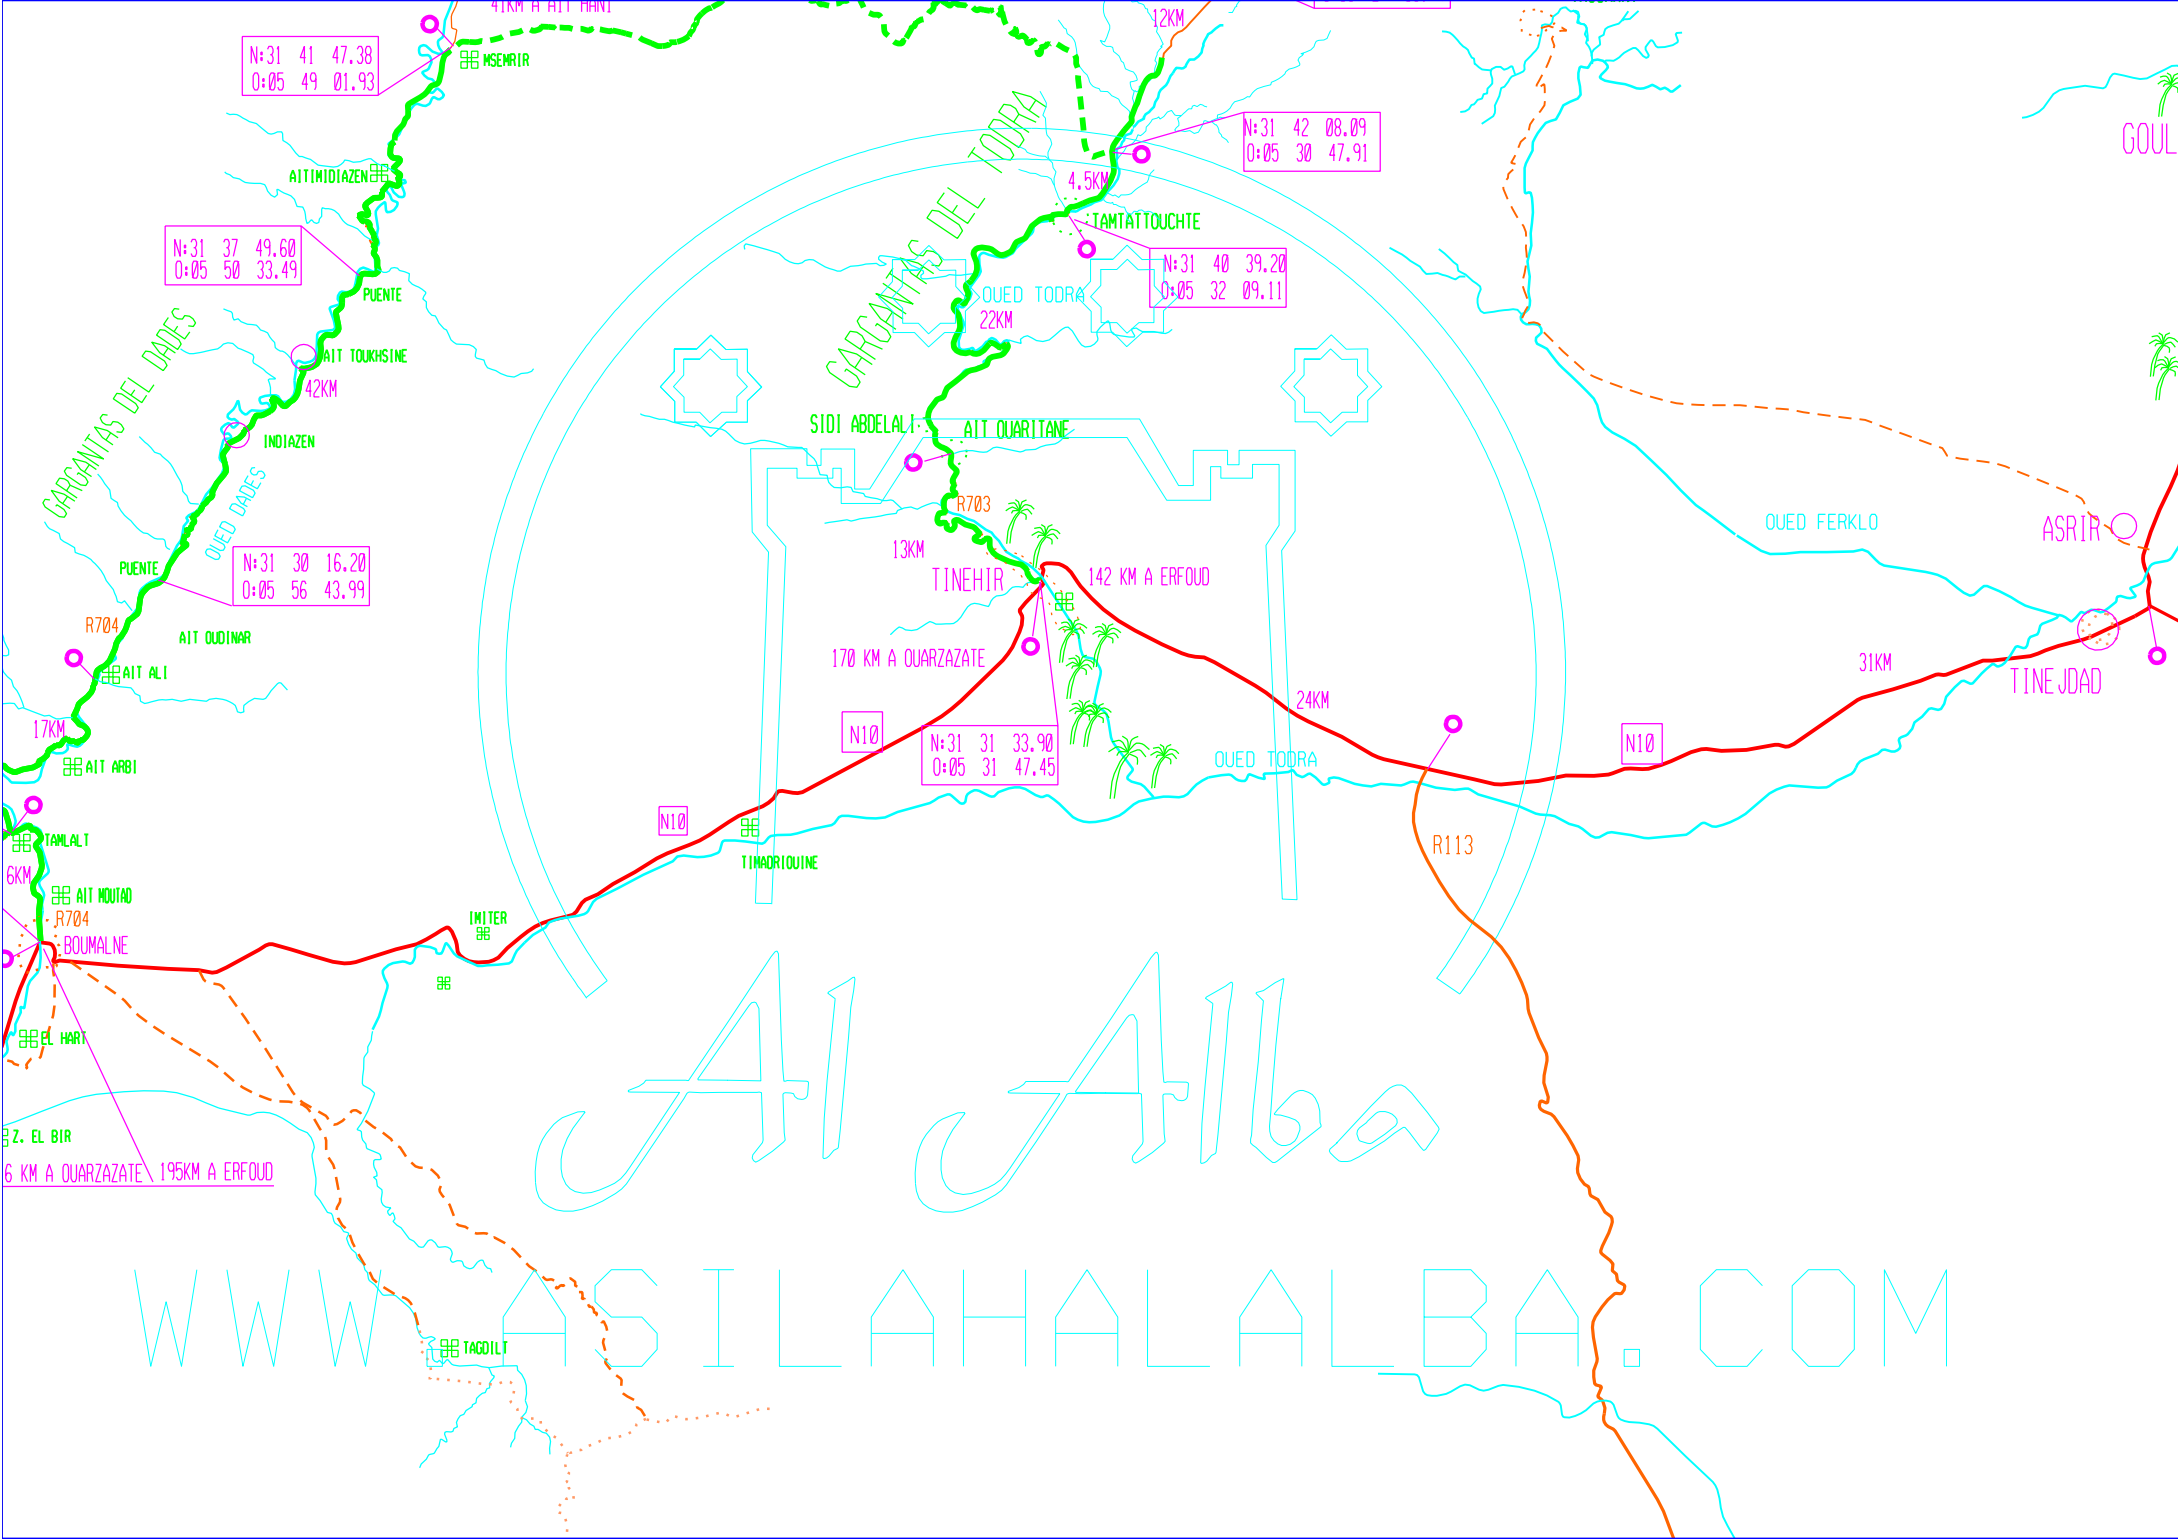 41KM A AIT HANI
12KM
N:31 41 47.38
O:05 49 01.93
MSEMRIR
N:31 42 08.09
O:05 30 47.91
GOUL
AITIMIDIAZEN
4.5KM
GARGANTAS DEL TODRA
TAMTATTOUCHTE
N:31 37 49.60
O:05 50 33.49
N:31 40 39.20
O:05 32 09.11
PUENTE
OUED TODRA
22KM
AIT TOUKHSINE
42KM
GARGANTAS DEL DADES
INDIAZEN
SIDI ABDELALI
AIT OUARITANE
OUED DADES
R703
OUED FERKLO
ASRIR
13KM
PUENTE
N:31 30 16.20
O:05 56 43.99
TINEHIR
142 KM A ERFOUD
R704
AIT OUDINAR
170 KM A OUARZAZATE
AIT ALI
31KM
TINEJDAD
24KM
17KM
N10
N:31 31 33.90
O:05 31 47.45
N10
OUED TODRA
AIT ARBI
N10
TAMLALT
R113
TIMADRIOUINE
6KM
AIT MOUTAD
R704
IMITER
BOUMALNE
EL HART
Al Alba
Z. EL BIR
6 KM A OUARZAZATE
195KM A ERFOUD
WWW.ASILAHALALBA.COM
TAGDILT